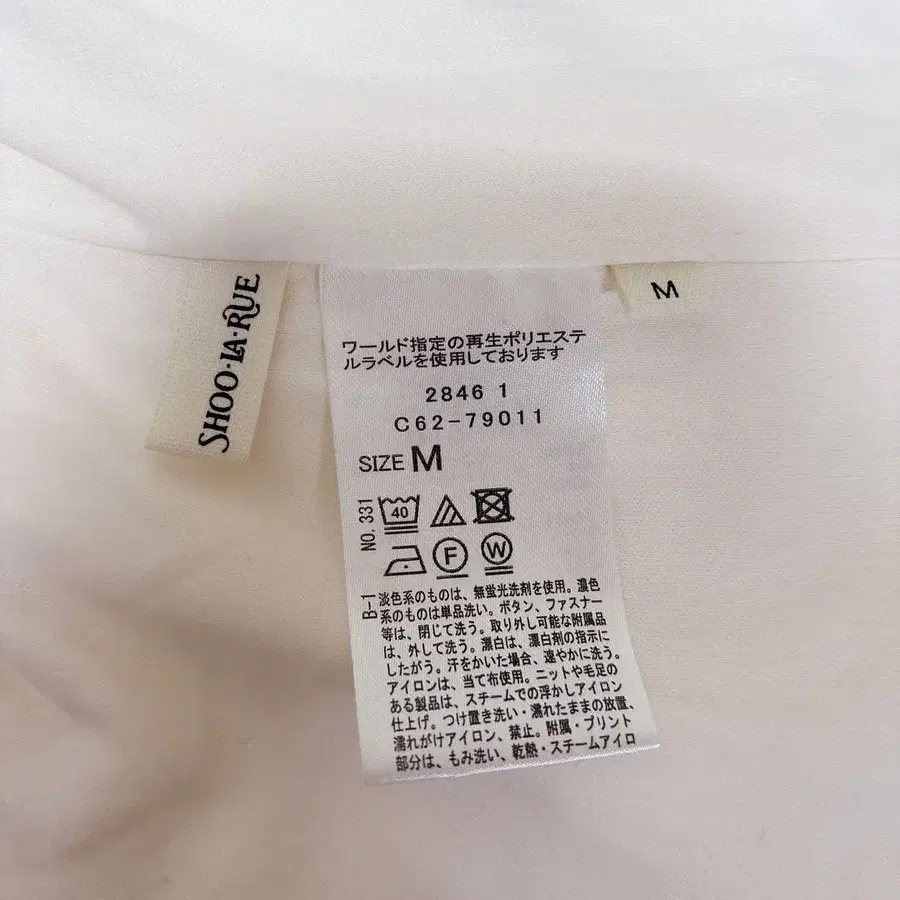 SHOO·LA·RUE
M
ワールド指定の再生ポリエステ
ルラベルを使用しております
2846 1
C62-79011
SIZE M
NO.331
40
F
W
B-1
淡色系のものは、無蛍光洗剤を使用。濃色
系のものは単品洗い。ボタン、ファスナー
等は、閉じて洗う。取り外し可能な附属品
は、外して洗う。漂白は、漂白剤の指示に
したがう。汗をかいた場合、速やかに洗う。
アイロンは、当て布使用。ニットや毛足の
ある製品は、スチームでの浮かしアイロン
仕上げ。つけ置き洗い・濡れたままの放置、
濡れがけアイロン、禁止。附属・プリント
部分は、もみ洗い、乾熱・スチームアイロ